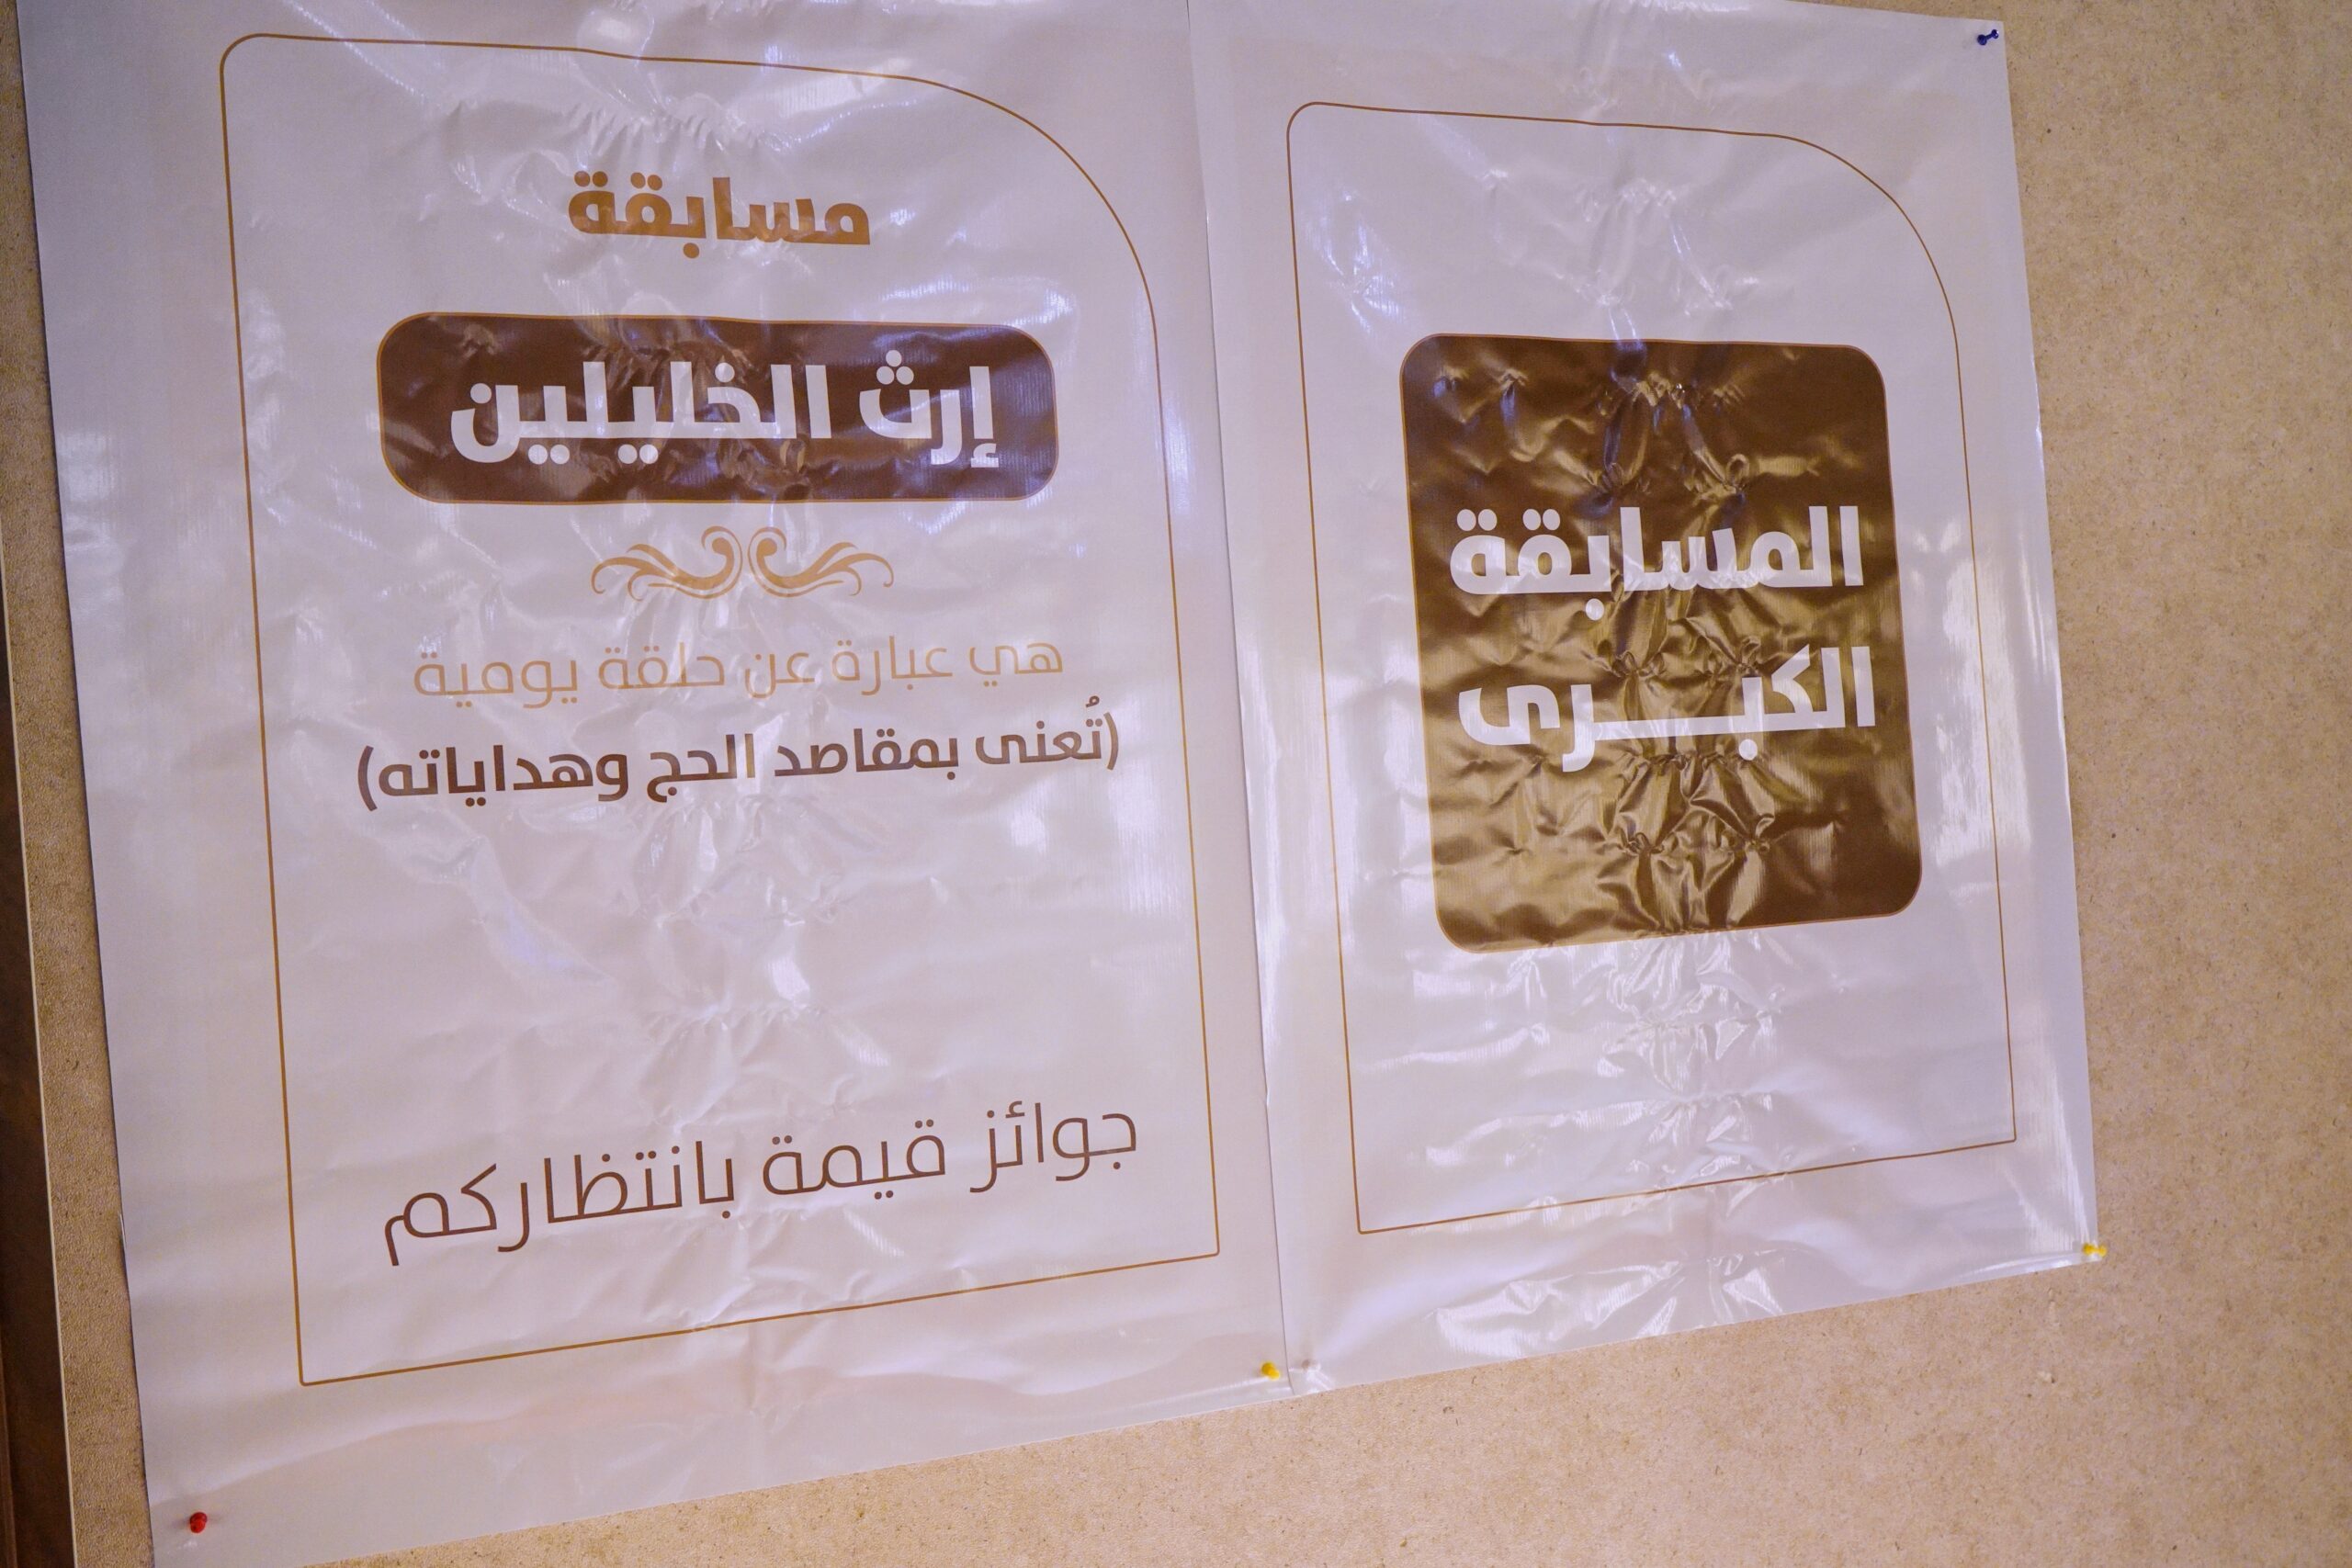 المسابقة
الكبرى
مسابقة
إرث الخليلين
هي عبارة عن حلقة يومية
(تُعنى بمقاصد الحج وهداياته)
جوائز قيمة بانتظاركم